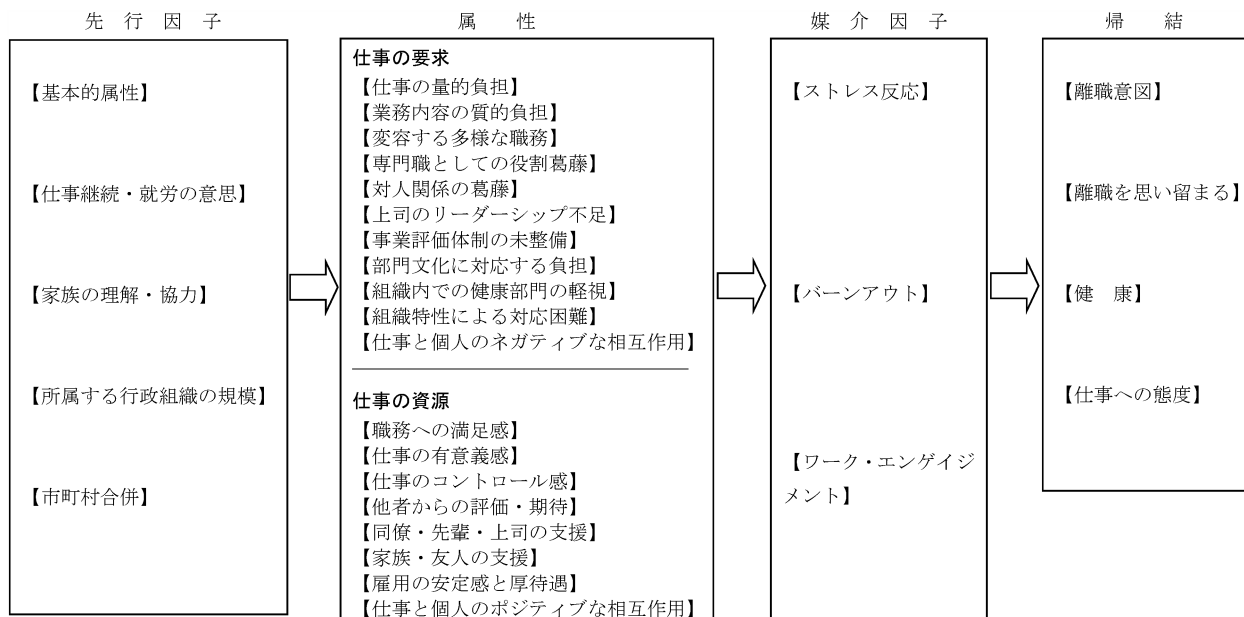 先行因子
【基本的属性】
【仕事継続・就労の意思】
【家族の理解・協力】
【所属する行政組織の規模】
【市町村合併】
属性
仕事の要求
【仕事の量的負担】
【業務内容の質的負担】
【変容する多様な職務】
【専門職としての役割葛藤】
【対人関係の葛藤】
【上司のリーダーシップ不足】
【事業評価体制の未整備】
【部門文化に対応する負担】
【組織内での健康部門の軽視】
【組織特性による対応困難】
【仕事と個人のネガティブな相互作用】
仕事の資源
【職務への満足感】
【仕事の有意義感】
【仕事のコントロール感】
【他者からの評価・期待】
【同僚・先輩・上司の支援】
【家族・友人の支援】
【雇用の安定感と厚待遇】
【仕事と個人のポジティブな相互作用】
媒介因子
【ストレス反応】
【バーンアウト】
【ワーク・エンゲイジ
メント】
帰結
【離職意図】
【離職を思い留まる】
【健　康】
【仕事への態度】